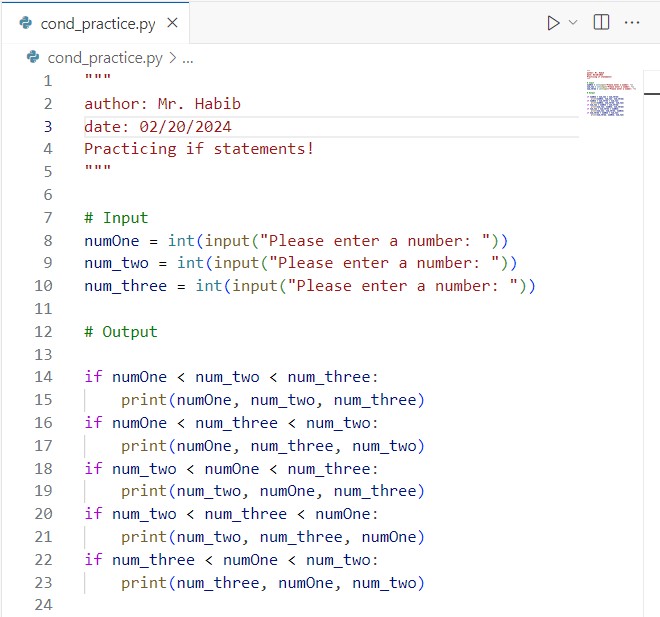 cond_practice.py
cond_practice.py > ...
1 """
2 author: Mr. Habib
3 date: 02/20/2024
4 Practicing if statements!
5 """
6
7 # Input
8 numOne = int(input("Please enter a number: "))
9 num_two = int(input("Please enter a number: "))
10 num_three = int(input("Please enter a number: "))
11
12 # Output
13
14 if numOne < num_two < num_three:
15     print(numOne, num_two, num_three)
16 if numOne < num_three < num_two:
17     print(numOne, num_three, num_two)
18 if num_two < numOne < num_three:
19     print(num_two, numOne, num_three)
20 if num_two < num_three < numOne:
21     print(num_two, num_three, numOne)
22 if num_three < numOne < num_two:
23     print(num_three, numOne, num_two)
24